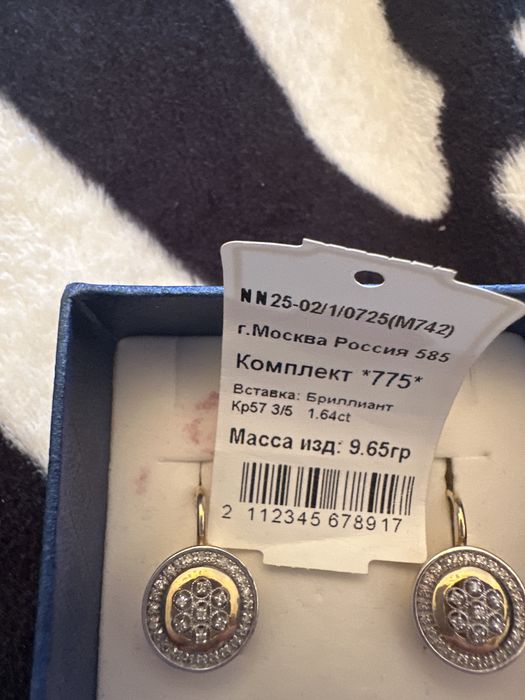 NN25-02/1/0725(M742)
г.Москва Россия 585
Комплект *775*
Вставка: Бриллиант
Кр57 3/5 1.64ct
Масса изд: 9.65гр
2 112345 678917